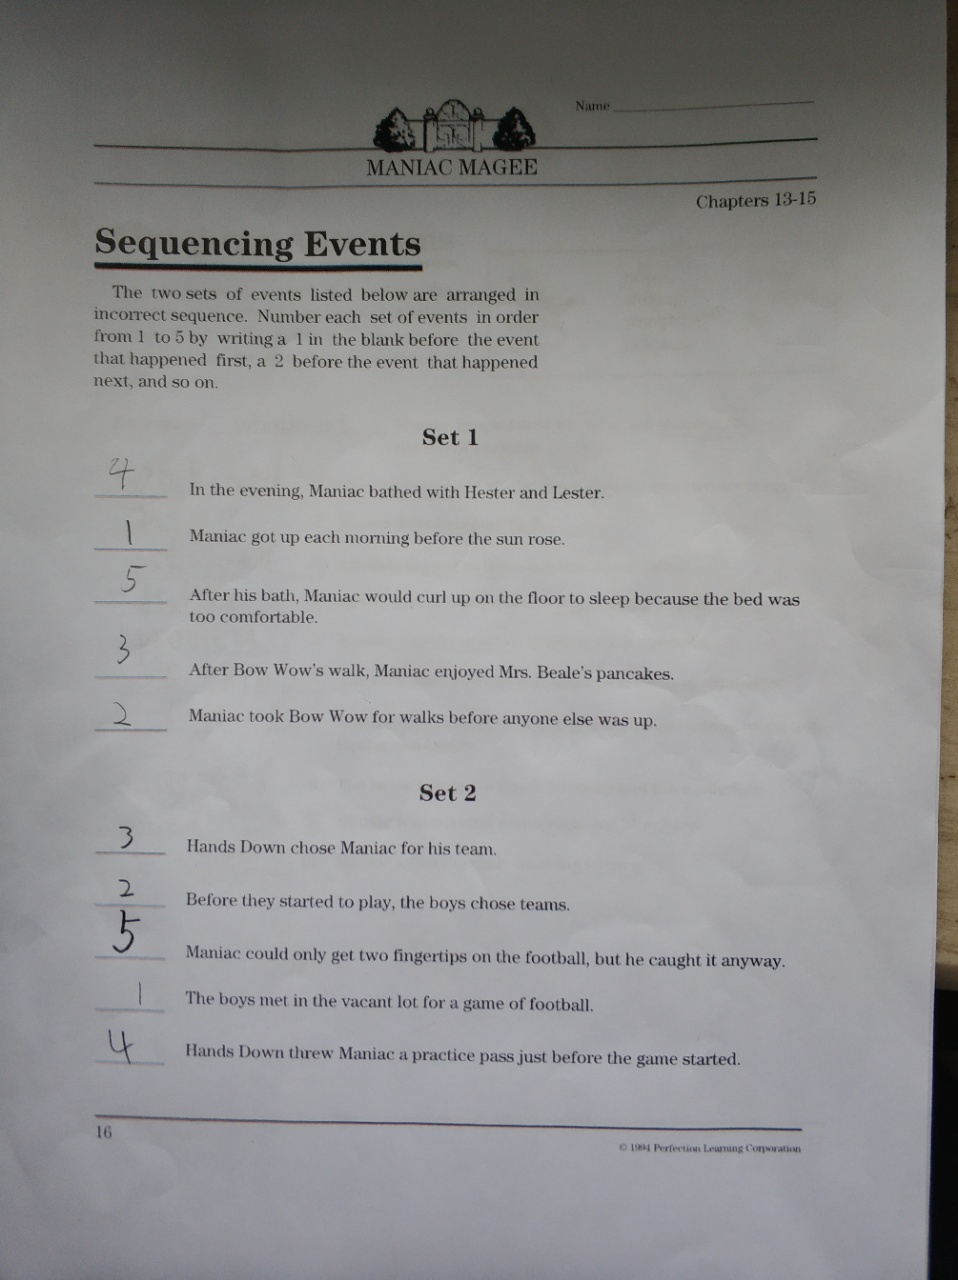 Name
MANIAC MAGEE
Chapters 13-15
Sequencing Events
The two sets of events listed below are arranged in
incorrect sequence. Number each set of events in order
from 1 to 5 by writing a 1 in the blank before the event
that happened first, a 2 before the event that happened
next, and so on.
Set 1
4 In the evening, Maniac bathed with Hester and Lester.
1 Maniac got up each morning before the sun rose.
5 After his bath, Maniac would curl up on the floor to sleep because the bed was
too comfortable.
3 After Bow Wow's walk, Maniac enjoyed Mrs. Beale's pancakes.
2 Maniac took Bow Wow for walks before anyone else was up.
Set 2
3 Hands Down chose Maniac for his team.
2 Before they started to play, the boys chose teams.
5 Maniac could only get two fingertips on the football, but he caught it anyway.
1 The boys met in the vacant lot for a game of football.
4 Hands Down threw Maniac a practice pass just before the game started.
16
© 1994 Perfection Learning Corporation